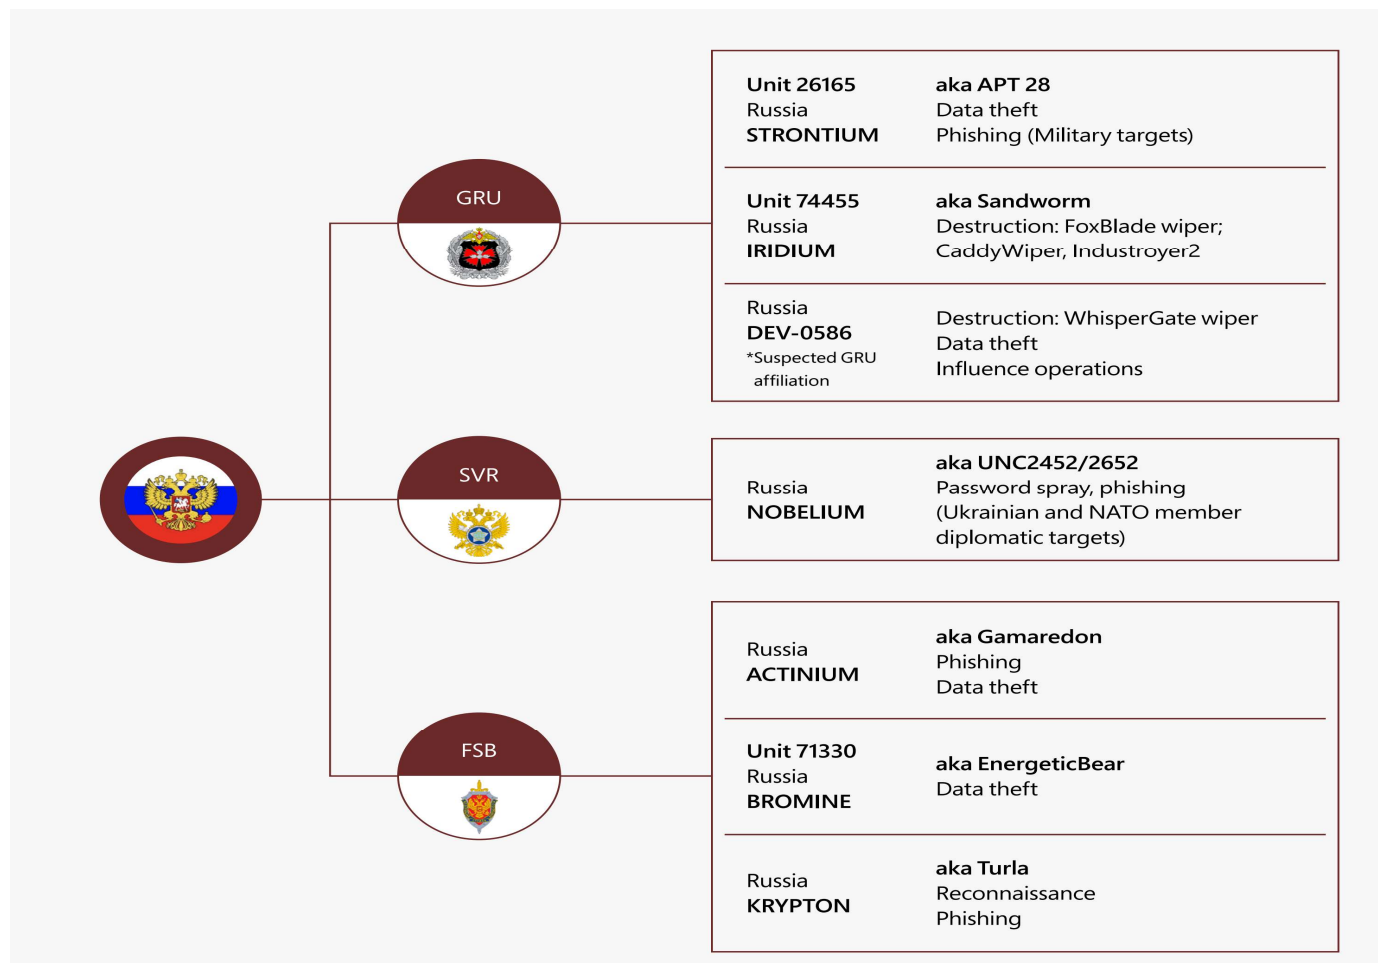 GRU
Unit 26165
Russia
STRONTIUM
aka APT 28
Data theft
Phishing (Military targets)
Unit 74455
Russia
IRIDIUM
aka Sandworm
Destruction: FoxBlade wiper;
CaddyWiper, Industroyer2
Russia
DEV-0586
*Suspected GRU
affiliation
Destruction: WhisperGate wiper
Data theft
Influence operations
SVR
Russia
NOBELIUM
aka UNC2452/2652
Password spray, phishing
(Ukrainian and NATO member
diplomatic targets)
FSB
Russia
ACTINIUM
aka Gamaredon
Phishing
Data theft
Unit 71330
Russia
BROMINE
aka EnergeticBear
Data theft
Russia
KRYPTON
aka Turla
Reconnaissance
Phishing